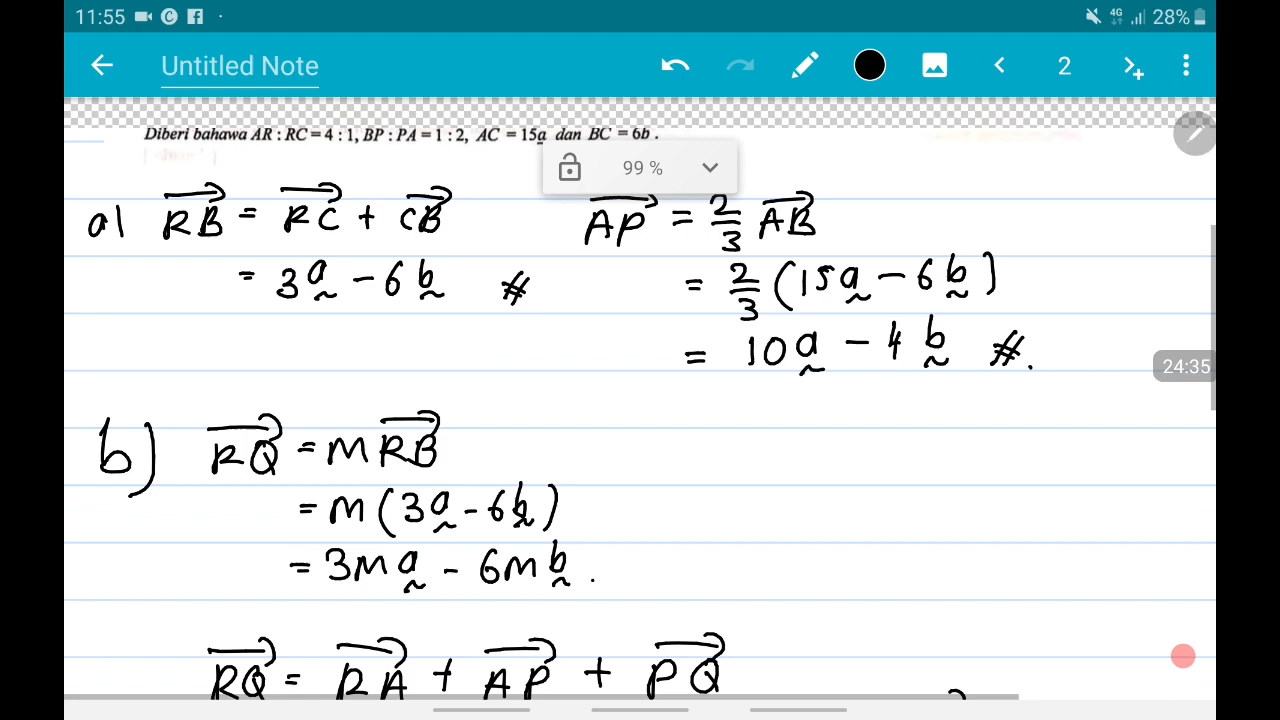 11:55 4G 28%
Untitled Note 2
Diberi bahawa AR : RC = 4 : 1, BP : PA = 1 : 2, AC = 15a dan BC = 6b .
99 %
a) RB = RC + CB
= 3a - 6b #
AP = 2/3 AB
= 2/3 (15a - 6b)
= 10a - 4b #.
24:35
b) RQ = mRB
= m(3a - 6b)
= 3ma - 6mb.
RQ = RA + AP + PQ